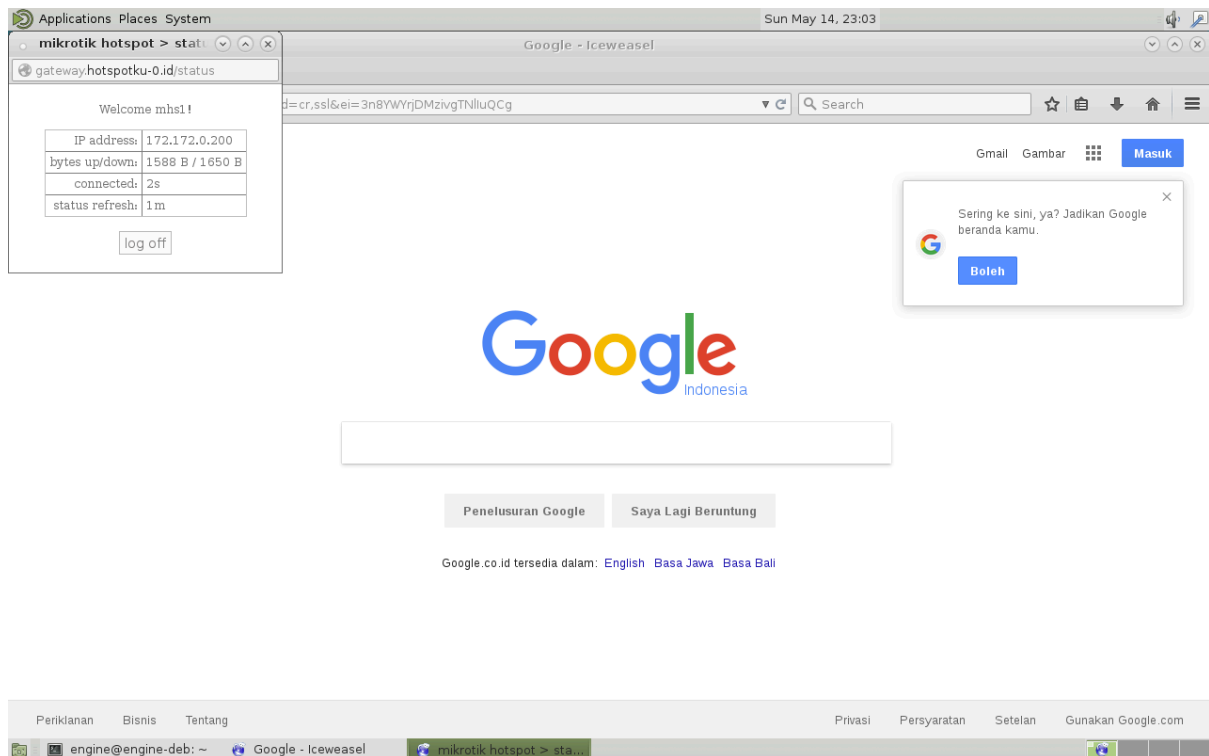 Applications Places System
Sun May 14, 23:03
mikrotik hotspot > stat
Google - Iceweasel
gateway.hotspotku-0.id/status
d=cr,ssl&ei=3n8YWYrjDMzivgTNlIuQCg
Search
Welcome mhs1!
IP address: 172.172.0.200
bytes up/down: 1588 B / 1650 B
connected: 2s
status refresh: 1m
log off
Gmail Gambar Masuk
Sering ke sini, ya? Jadikan Google
beranda kamu.
Boleh
Google
Indonesia
Penelusuran Google Saya Lagi Beruntung
Google.co.id tersedia dalam: English Basa Jawa Basa Bali
Periklanan Bisnis Tentang Privasi Persyaratan Setelan Gunakan Google.com
engine@engine-deb: ~ Google - Iceweasel mikrotik hotspot > sta...